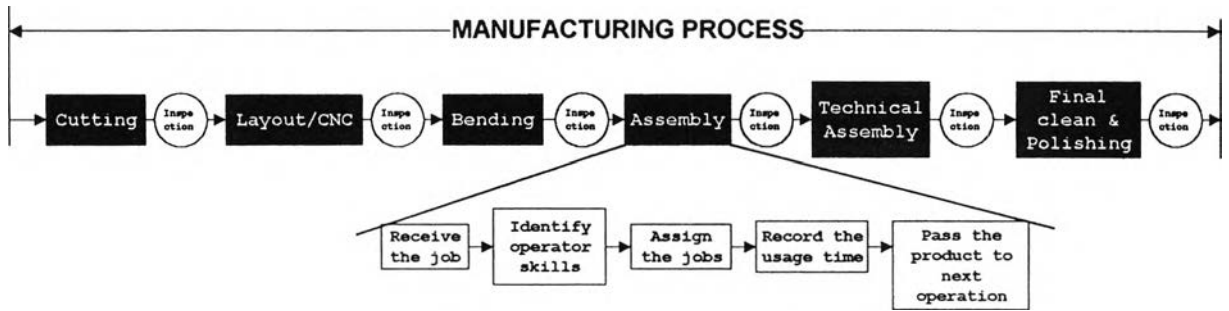 MANUFACTURING PROCESS
Cutting
Inspe
ction
Layout/CNC
Inspe
ction
Bending
Inspe
ction
Assembly
Inspe
ction
Technical
Assembly
Inspe
ction
Final
clean &
Polishing
Inspe
ction
Receive
the job
Identify
operator
skills
Assign
the jobs
Record the
usage time
Pass the
product to
next
operation